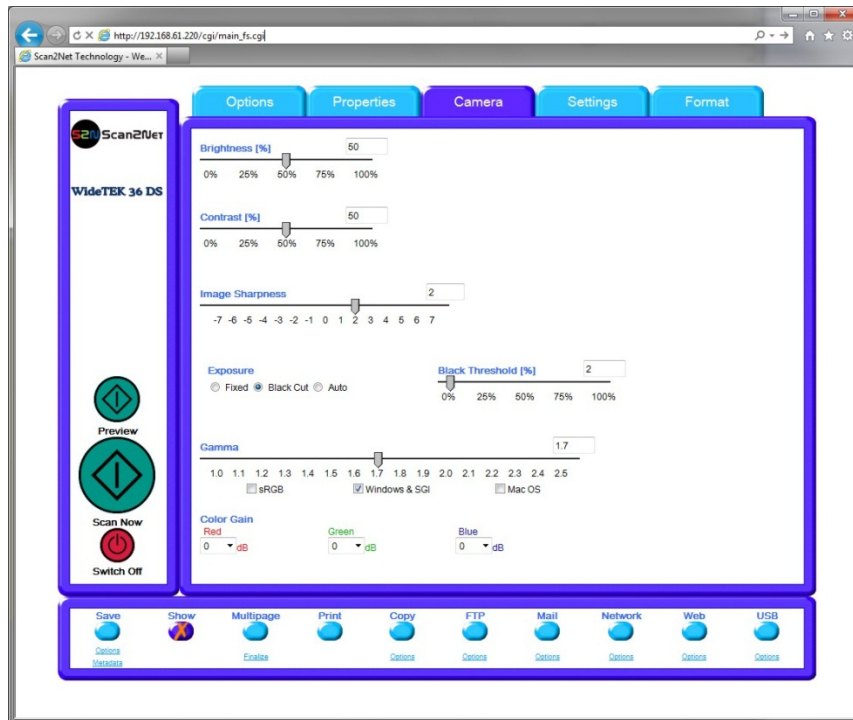 http://192.168.61.220/cgi/main_fs.cgi
Scan2Net Technology - We...
Options Properties Camera Settings Format
S2N Scan2Net
WideTEK 36 DS
Brightness [%] 50
0% 25% 50% 75% 100%
Contrast [%] 50
0% 25% 50% 75% 100%
Image Sharpness 2
-7 -6 -5 -4 -3 -2 -1 0 1 2 3 4 5 6 7
Exposure Black Threshold [%] 2
Fixed Black Cut Auto
0% 25% 50% 75% 100%
Preview
Gamma 1.7
1.0 1.1 1.2 1.3 1.4 1.5 1.6 1.7 1.8 1.9 2.0 2.1 2.2 2.3 2.4 2.5
sRGB Windows & SGI Mac OS
Scan Now
Color Gain
Red Green Blue
0 dB 0 dB 0 dB
Switch Off
Save Show Multipage Print Copy FTP Mail Network Web USB
Options Finalize Options Options Options Options Options Options
Metadata